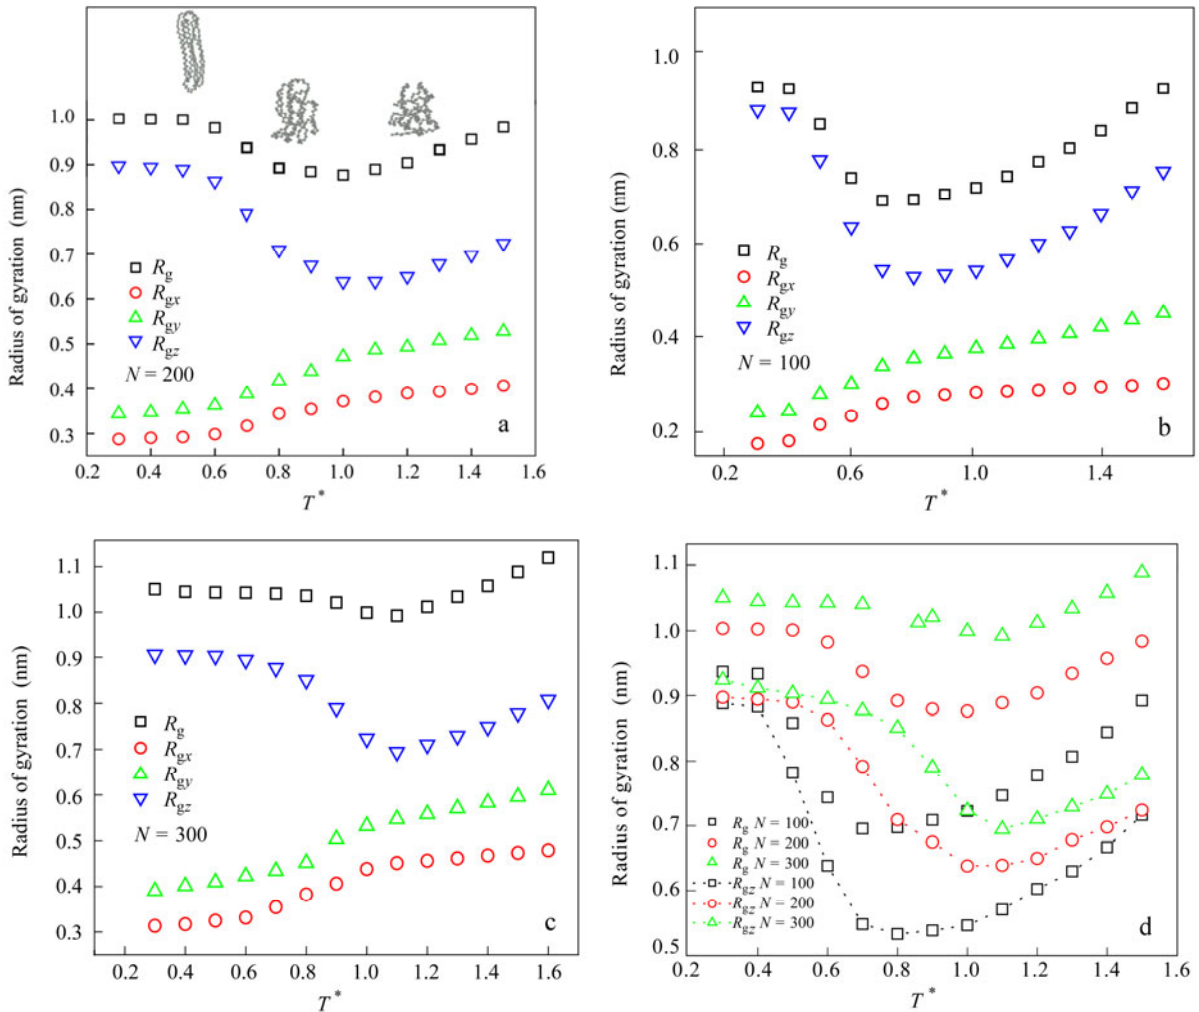 1.0
0.9
0.8
0.7
0.6
0.5
0.4
0.3
Radius of gyration (nm)
Rg
Rgx
Rgy
Rgz
N = 200
a
0.2 0.4 0.6 0.8 1.0 1.2 1.4 1.6
T*
1.0
0.8
0.6
0.4
0.2
Radius of gyration (nm)
Rg
Rgx
Rgy
Rgz
N = 100
b
0.2 0.6 1.0 1.4
T*
1.1
1.0
0.9
0.8
0.7
0.6
0.5
0.4
0.3
Radius of gyration (nm)
Rg
Rgx
Rgy
Rgz
N = 300
c
0.2 0.4 0.6 0.8 1.0 1.2 1.4 1.6
T*
1.0
0.9
0.8
0.7
0.6
0.5
Radius of gyration (nm)
Rg N = 100
Rg N = 200
Rg N = 300
Rgz N = 100
Rgz N = 200
Rgz N = 300
d
0.2 0.4 0.6 0.8 1.0 1.2 1.4 1.6
T*